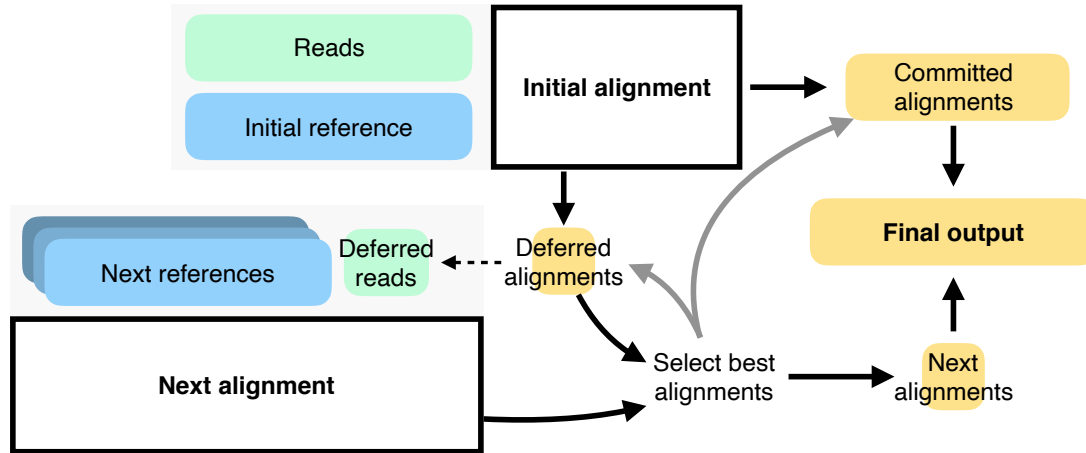 Reads
Initial reference
Initial alignment
Committed
alignments
Final output
Next references
Deferred
reads
Deferred
alignments
Next alignment
Select best
alignments
Next
alignments